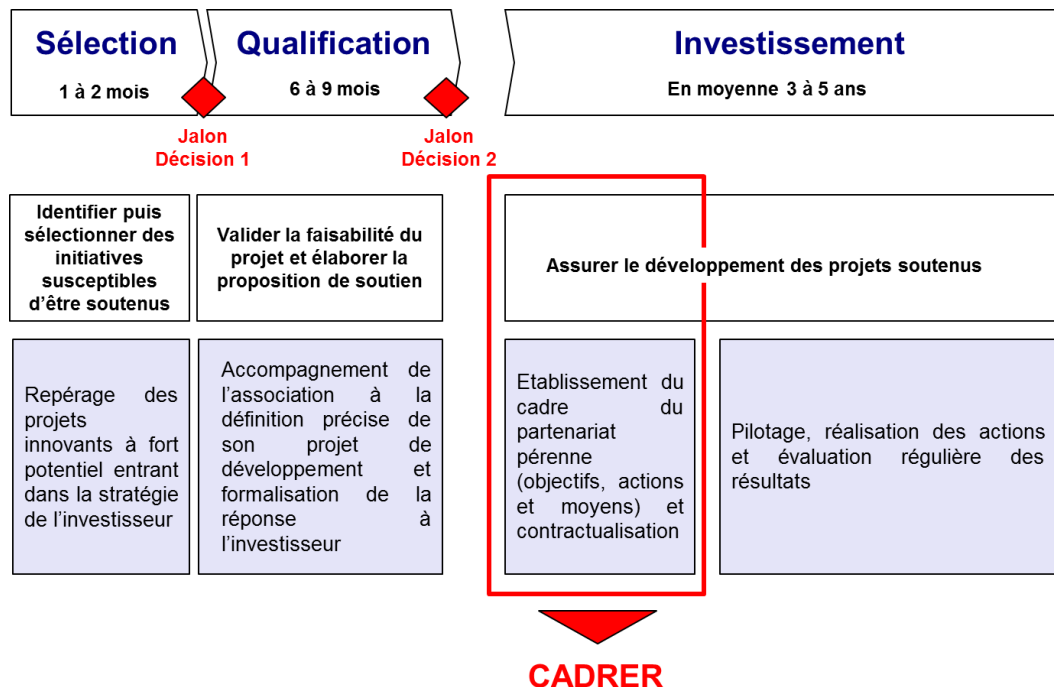 Sélection
1 à 2 mois
Qualification
6 à 9 mois
Investissement
En moyenne 3 à 5 ans
Jalon
Décision 1
Jalon
Décision 2
Identifier puis
sélectionner des
initiatives
susceptibles
d’être soutenus
Valider la faisabilité du
projet et élaborer la
proposition de soutien
Assurer le développement des projets soutenus
Repérage des
projets
innovants à fort
potentiel entrant
dans la stratégie
de l’investisseur
Accompagnement de
l’association à la
définition précise de
son projet de
développement et
formalisation de la
réponse à
l’investisseur
Etablissement du
cadre du
partenariat
pérenne
(objectifs, actions
et moyens) et
contractualisation
Pilotage, réalisation des actions
et évaluation régulière des
résultats
CADRER